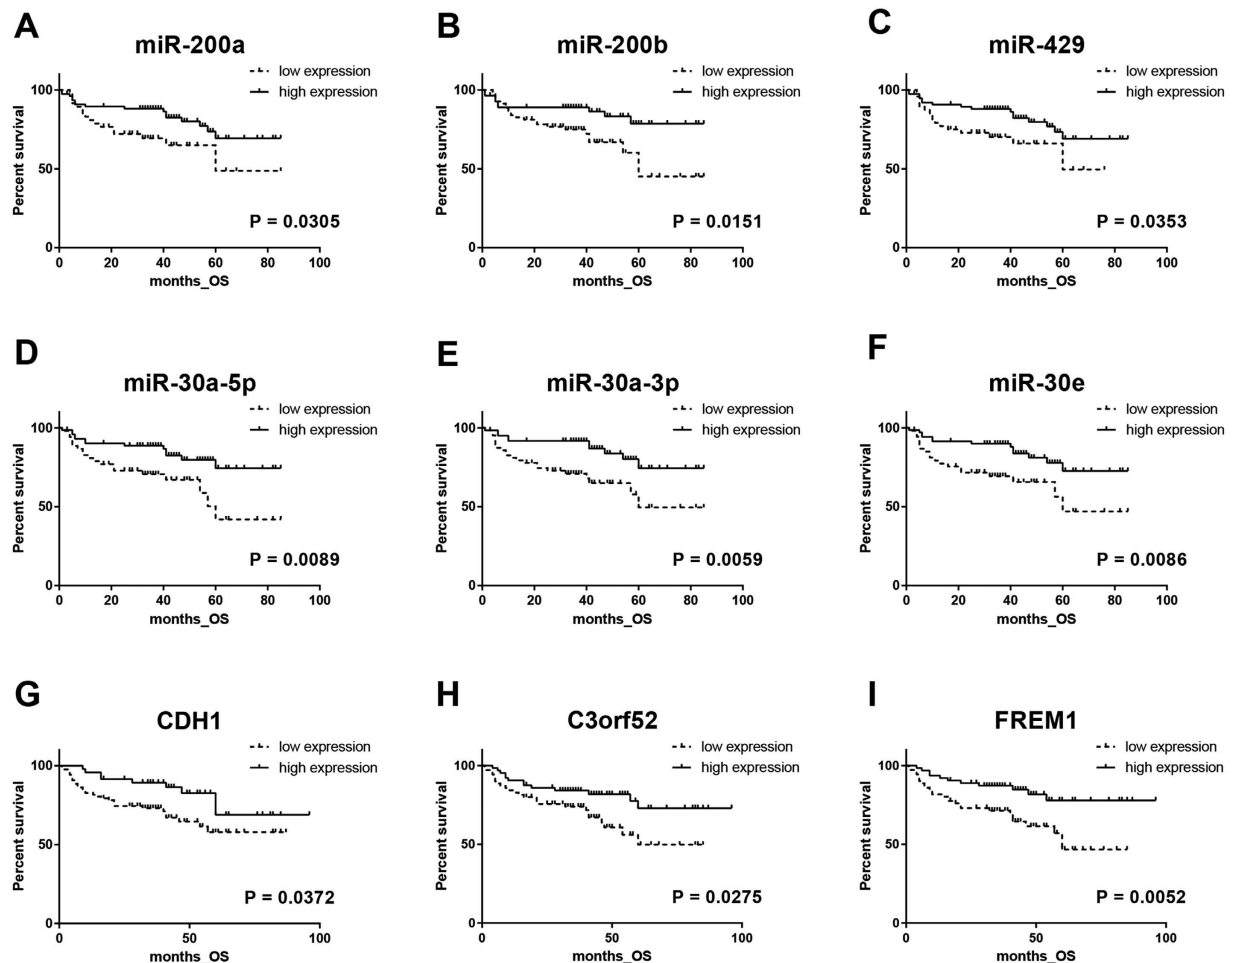 A
miR-200a
low expression
high expression
100
50
0
Percent survival
P = 0.0305
0 20 40 60 80 100
months_OS
B
miR-200b
low expression
high expression
100
50
0
Percent survival
P = 0.0151
0 20 40 60 80 100
months_OS
C
miR-429
low expression
high expression
100
50
0
Percent survival
P = 0.0353
0 20 40 60 80 100
months_OS
D
miR-30a-5p
low expression
high expression
100
50
0
Percent survival
P = 0.0089
0 20 40 60 80 100
months_OS
E
miR-30a-3p
low expression
high expression
100
50
0
Percent survival
P = 0.0059
0 20 40 60 80 100
months_OS
F
miR-30e
low expression
high expression
100
50
0
Percent survival
P = 0.0086
0 20 40 60 80 100
months_OS
G
CDH1
low expression
high expression
100
50
0
Percent survival
P = 0.0372
0 50 100
months_OS
H
C3orf52
low expression
high expression
100
50
0
Percent survival
P = 0.0275
0 50 100
months_OS
I
FREM1
low expression
high expression
100
50
0
Percent survival
P = 0.0052
0 50 100
months_OS